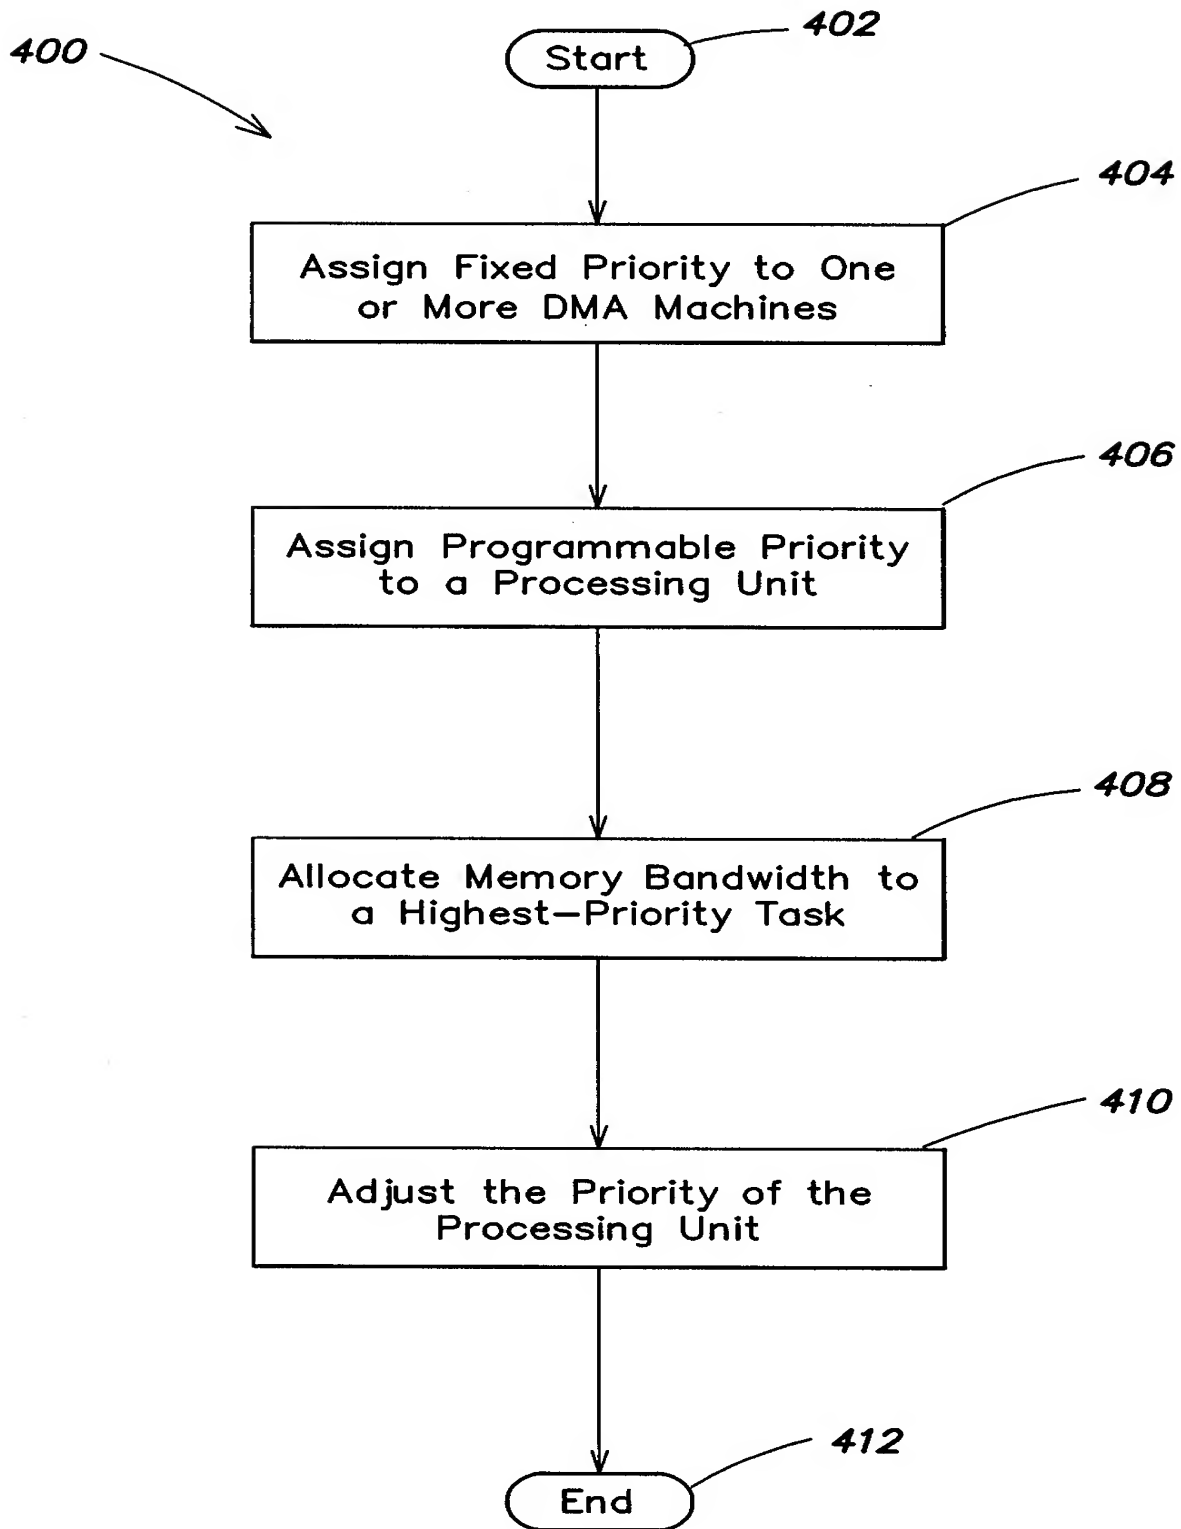 400
402
Start
404
Assign Fixed Priority to One
or More DMA Machines
406
Assign Programmable Priority
to a Processing Unit
408
Allocate Memory Bandwidth to
a Highest–Priority Task
410
Adjust the Priority of the
Processing Unit
412
End